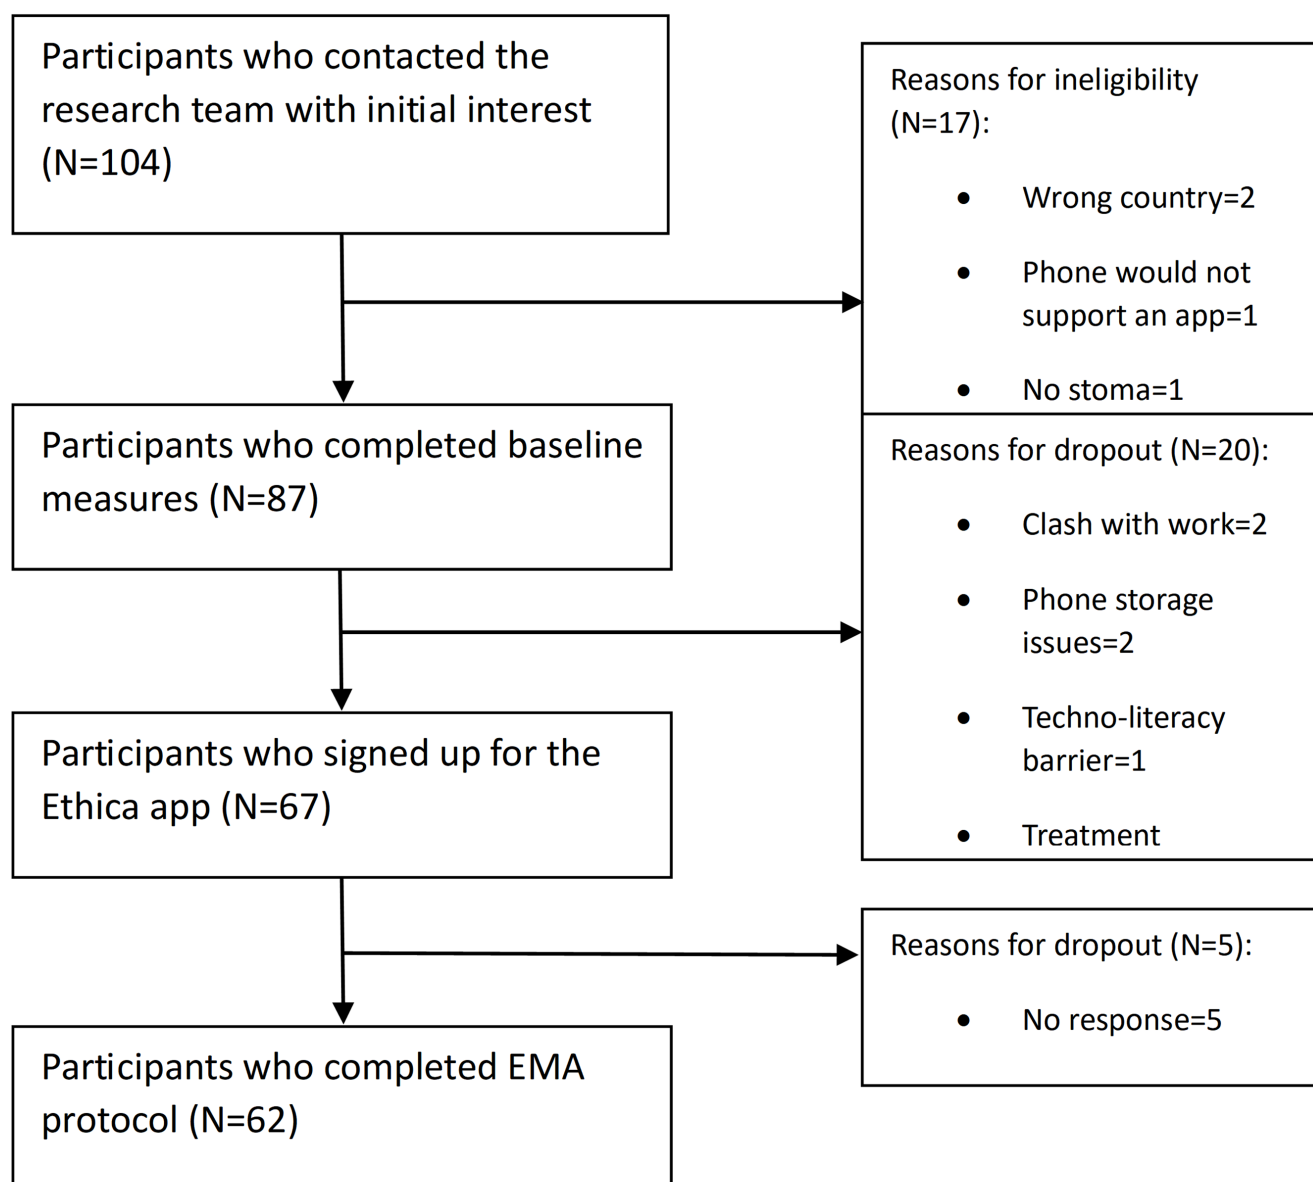 Participants who contacted the
research team with initial interest
(N=104)
Reasons for ineligibility
(N=17):
• Wrong country=2
• Phone would not
support an app=1
• No stoma=1
Participants who completed baseline
measures (N=87)
Reasons for dropout (N=20):
• Clash with work=2
• Phone storage
issues=2
• Techno-literacy
barrier=1
• Treatment
Participants who signed up for the
Ethica app (N=67)
Reasons for dropout (N=5):
• No response=5
Participants who completed EMA
protocol (N=62)